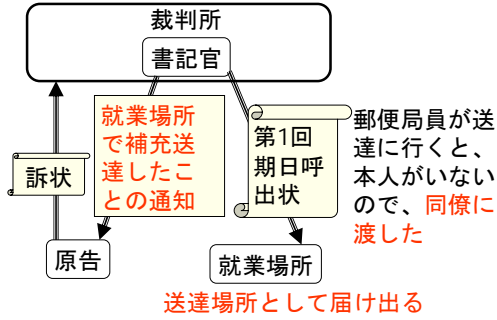 裁判所
書記官
就業場所
で補充送
達したこ
との通知
第1回
期日呼
出状
郵便局員が送
達に行くと、
本人がいない
ので、同僚に
渡した
訴状
原告
就業場所
送達場所として届け出る